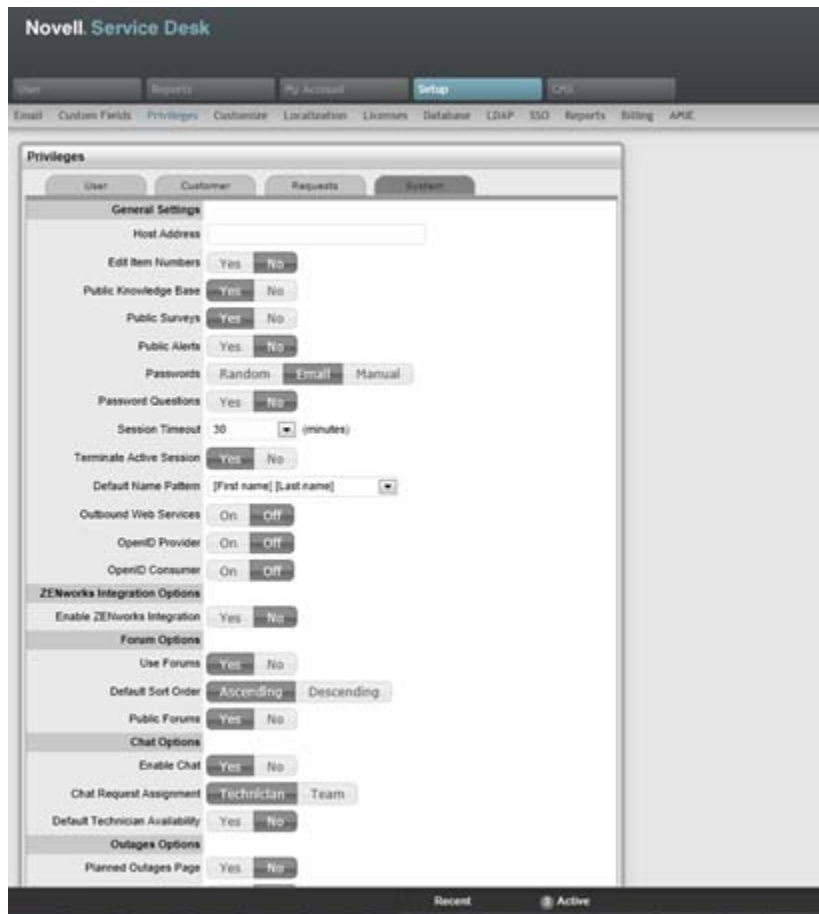 Novell. Service Desk
User Reports My Account Setup CMS
Email Custom Fields Privileges Customize Localization Licenses Database LDAP SSO Reports Billing AMIE
Privileges
User Customer Requests System
General Settings
Host Address
Edit Item Numbers Yes No
Public Knowledge Base Yes No
Public Surveys Yes No
Public Alerts Yes No
Passwords Random Email Manual
Password Questions Yes No
Session Timeout 30 (minutes)
Terminate Active Session Yes No
Default Name Pattern [First name] [Last name]
Outbound Web Services On Off
OpenID Provider On Off
OpenID Consumer On Off
ZENworks Integration Options
Enable ZENworks Integration Yes No
Forum Options
Use Forums Yes No
Default Sort Order Ascending Descending
Public Forums Yes No
Chat Options
Enable Chat Yes No
Chat Request Assignment Technician Team
Default Technician Availability Yes No
Outages Options
Planned Outages Page Yes No
Recent Active